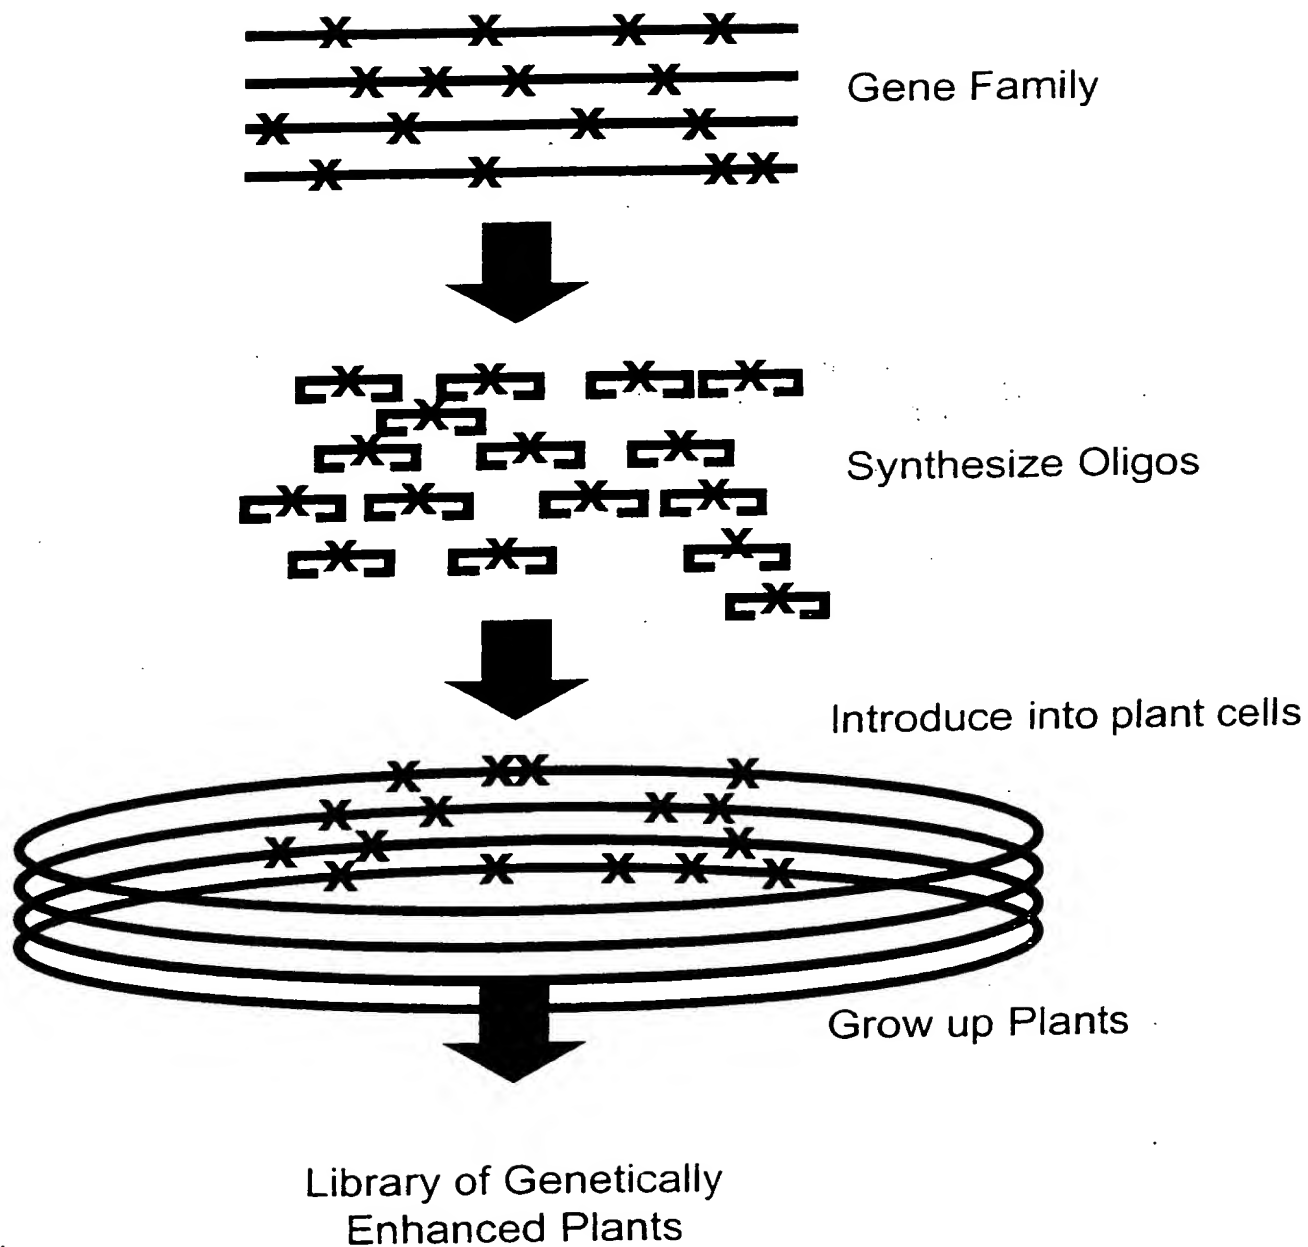 Gene Family
Synthesize Oligos
Introduce into plant cells
Grow up Plants
Library of Genetically
Enhanced Plants